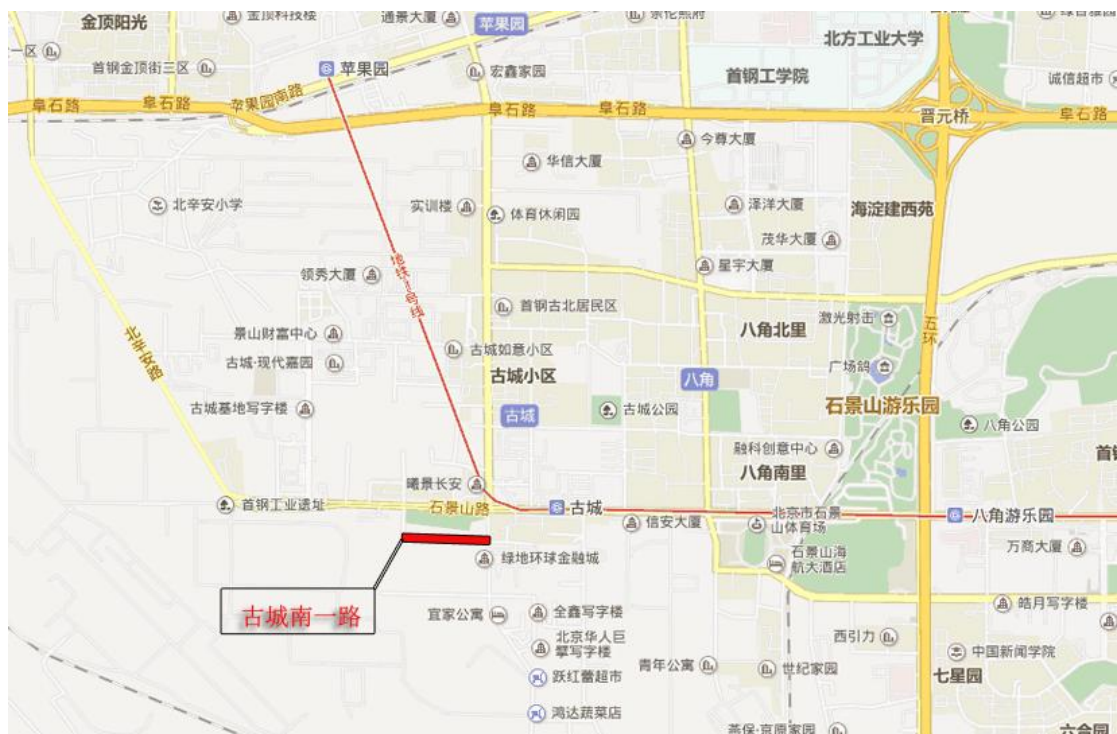 金顶阳光
金顶科技楼
通景大厦
苹果园
北方工业大学
首钢金顶街三区
苹果园
宏鑫家园
首钢工学院
诚信超市
苹果园南路
阜石路
阜石路
阜石路
阜石路
晋元桥
阜石路
今尊大厦
华信大厦
北辛安小学
实训楼
体育休闲园
泽洋大厦
海淀建西苑
茂华大厦
地铁1号线
领秀大厦
星宇大厦
首钢古北居民区
激光射击
景山财富中心
八角北里
五环
北辛安路
古城·现代嘉园
古城如意小区
古城小区
八角
广场鸽
古城基地写字楼
古城
古城公园
石景山游乐园
八角公园
融科创意中心
八角南里
曦景长安
首钢工业遗址
石景山路
古城
信安大厦
北京市石景
山体育场
八角游乐园
绿地环球金融城
石景山海
航大酒店
万商大厦
古城南一路
宜家公寓
全鑫写字楼
皓月写字楼
北京华人巨
擘写字楼
西引力
中国新闻学院
青年公寓
世纪家园
七星园
跃红蕾超市
鸿达蔬菜店
燕保·京原家园
六合园